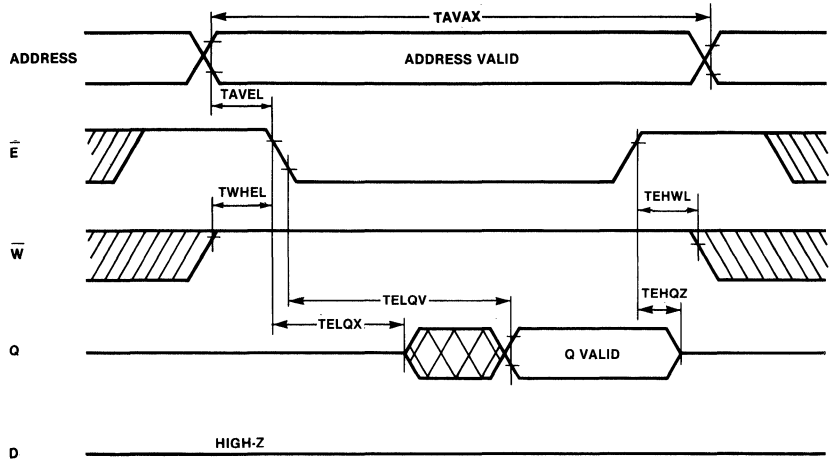 TAVAX
ADDRESS
ADDRESS VALID
TAVEL
E̅
TWHEL
TEHWL
W̅
TELQV
TEHQZ
TELQX
Q
Q VALID
HIGH-Z
D